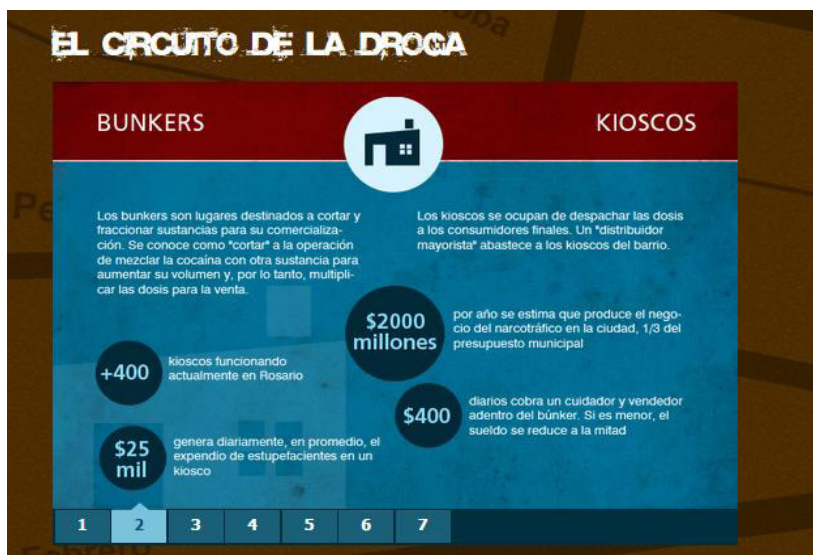 EL CIRCUITO DE LA DROGA
BUNKERS
KIOSCOS
Los bunkers son lugares destinados a cortar y
fraccionar sustancias para su comercializa-
ción. Se conoce como "cortar" a la operación
de mezclar la cocaína con otra sustancia para
aumentar su volumen y, por lo tanto, multipli-
car las dosis para la venta.
Los kioscos se ocupan de despachar las dosis
a los consumidores finales. Un "distribuidor
mayorista" abastece a los kioscos del barrio.
$2000
millones
por año se estima que produce el nego-
cio del narcotráfico en la ciudad, 1/3 del
presupuesto municipal
+400
kioscos funcionando
actualmente en Rosario
$400
diarios cobra un cuidador y vendedor
adentro del búnker. Si es menor, el
sueldo se reduce a la mitad
$25
mil
genera diariamente, en promedio, el
expendio de estupefacientes en un
kiosco
1 2 3 4 5 6 7